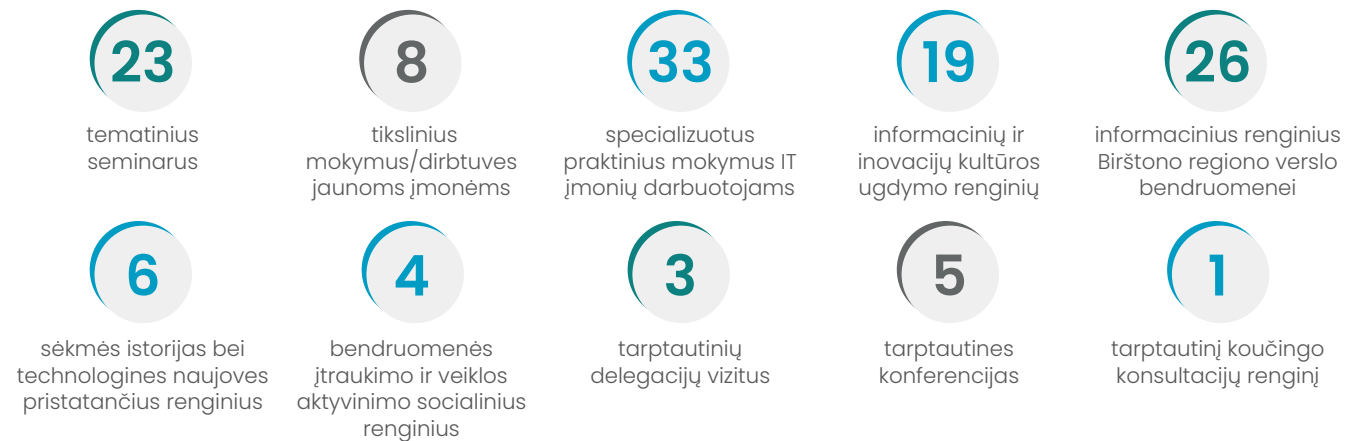 23
tematinius
seminarus
8
tikslinius
mokymus/dirbtuves
jaunoms įmonėms
33
specializuotus
praktinius mokymus IT
įmonių darbuotojams
19
informacinių ir
inovacijų kultūros
ugdymo renginių
26
informacinius renginius
Birštono regiono verslo
bendruomenei
6
sėkmės istorijas bei
technologines naujoves
pristatančius renginius
4
bendruomenės
įtraukimo ir veiklos
aktyvinimo socialinius
renginius
3
tarptautinių
delegacijų vizitus
5
tarptautines
konferencijas
1
tarptautinį koučingo
konsultacijų renginį